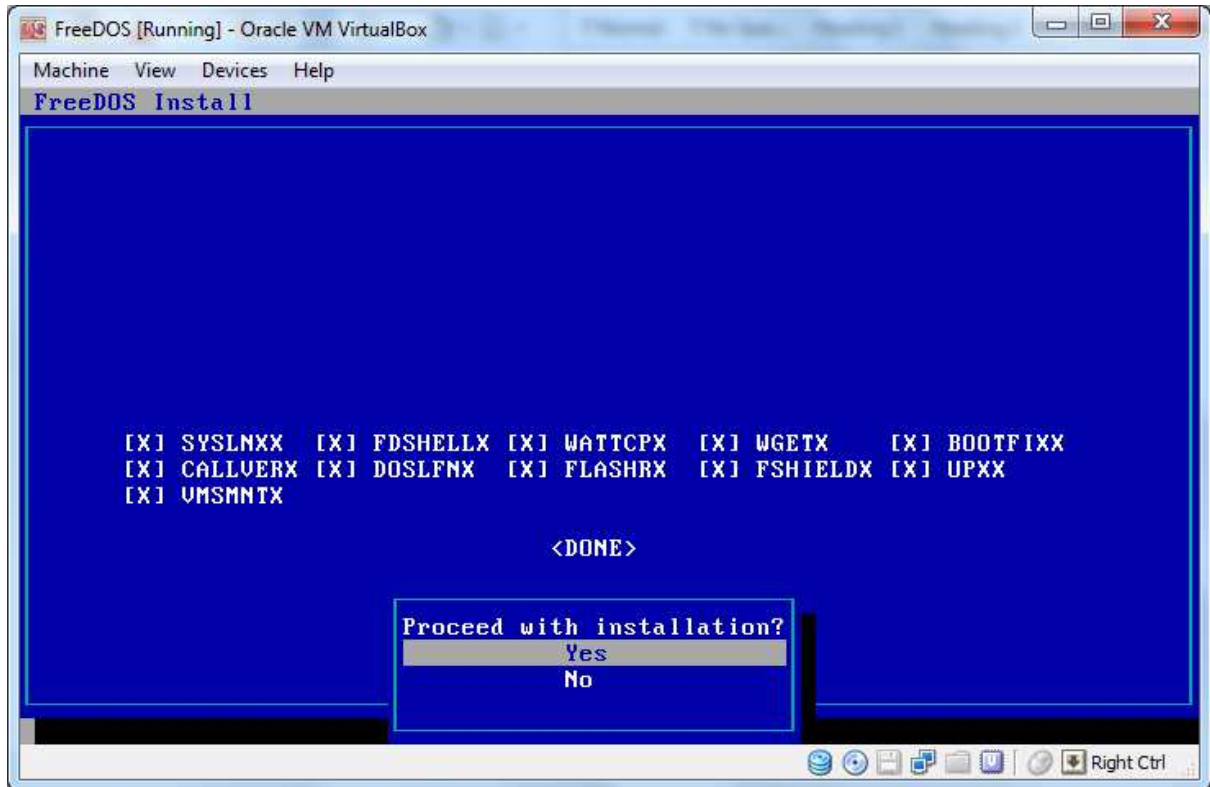 FreeDOS [Running] - Oracle VM VirtualBox
Machine View Devices Help
FreeDOS Install
[X] SYSLNXX [X] FDSHELLX [X] WATTCPX [X] WGETX [X] BOOTFIXX
[X] CALLVERX [X] DOSLFNX [X] FLASHRX [X] FSHIELDX [X] UPXX
[X] VMSMNTX
<DONE>
Proceed with installation?
Yes
No
Right Ctrl